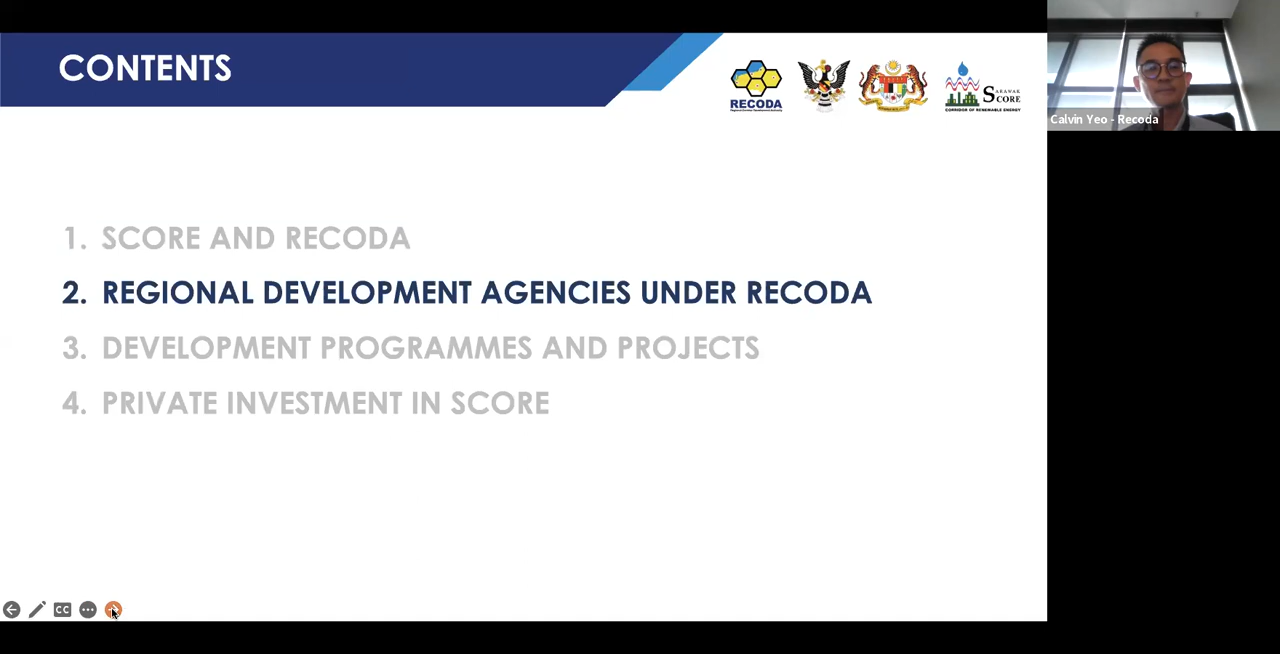 CONTENTS
RECODA
SARAWAK
SCORE
CORRIDOR OF RENEWABLE ENERGY
Calvin Yeo - Recoda
1. SCORE AND RECODA
2. REGIONAL DEVELOPMENT AGENCIES UNDER RECODA
3. DEVELOPMENT PROGRAMMES AND PROJECTS
4. PRIVATE INVESTMENT IN SCORE
CC